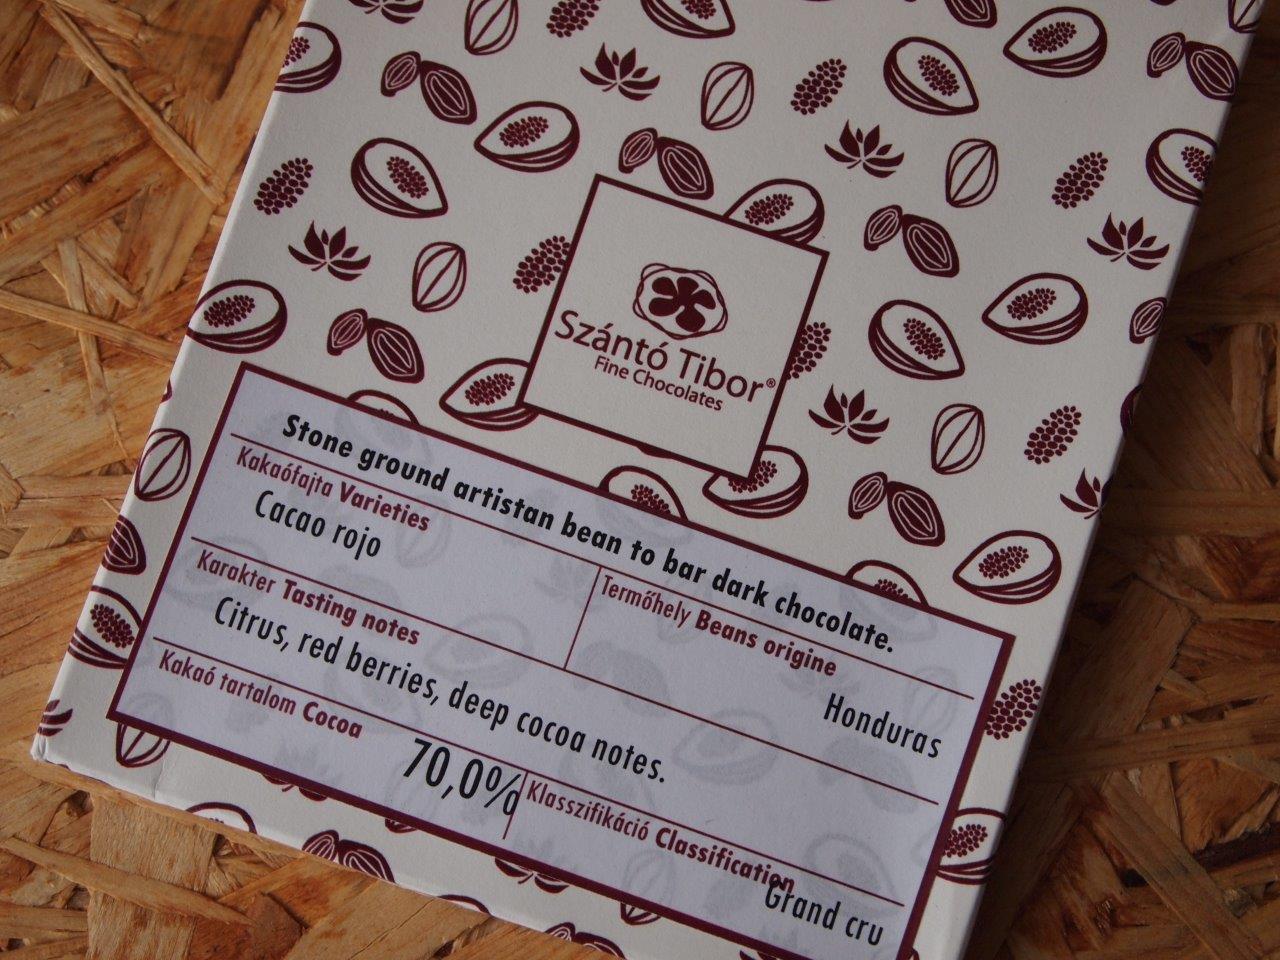 Szántó Tibor®
Fine Chocolates
Stone ground artistan bean to bar dark chocolate.
Kakaófajta Varieties
Cacao rojo
Termőhely Beans origine
Honduras
Karakter Tasting notes
Citrus, red berries, deep cocoa notes.
Kakaó tartalom Cocoa
70,0%
Klasszifikáció Classification
Grand cru